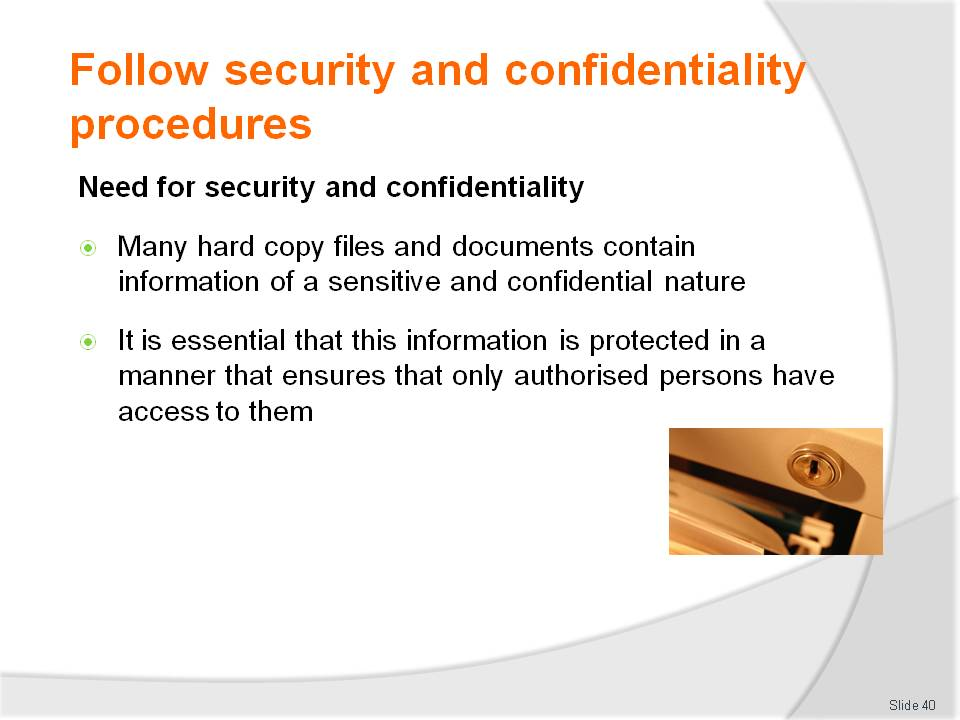 Follow security and confidentiality
procedures
Need for security and confidentiality
Many hard copy files and documents contain
information of a sensitive and confidential nature
It is essential that this information is protected in a
manner that ensures that only authorised persons have
access to them
Slide 40